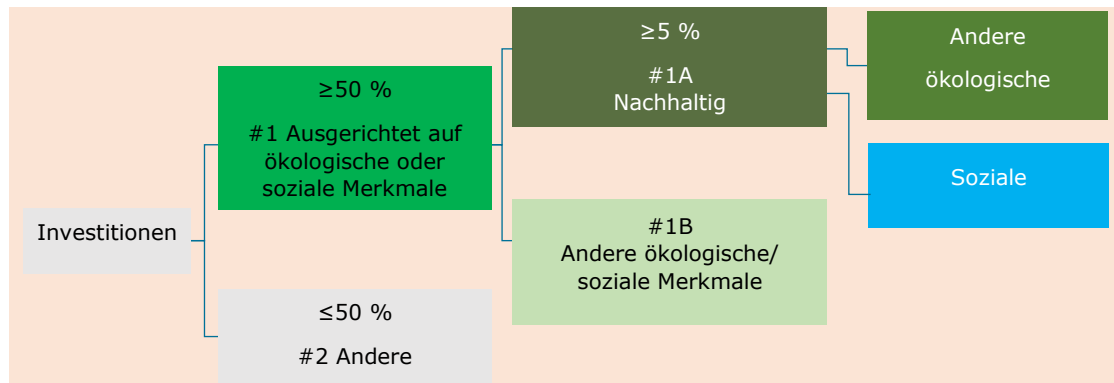 Investitionen
≥50 %
#1 Ausgerichtet auf
ökologische oder
soziale Merkmale
≤50 %
#2 Andere
≥5 %
#1A
Nachhaltig
#1B
Andere ökologische/
soziale Merkmale
Andere
ökologische
Soziale